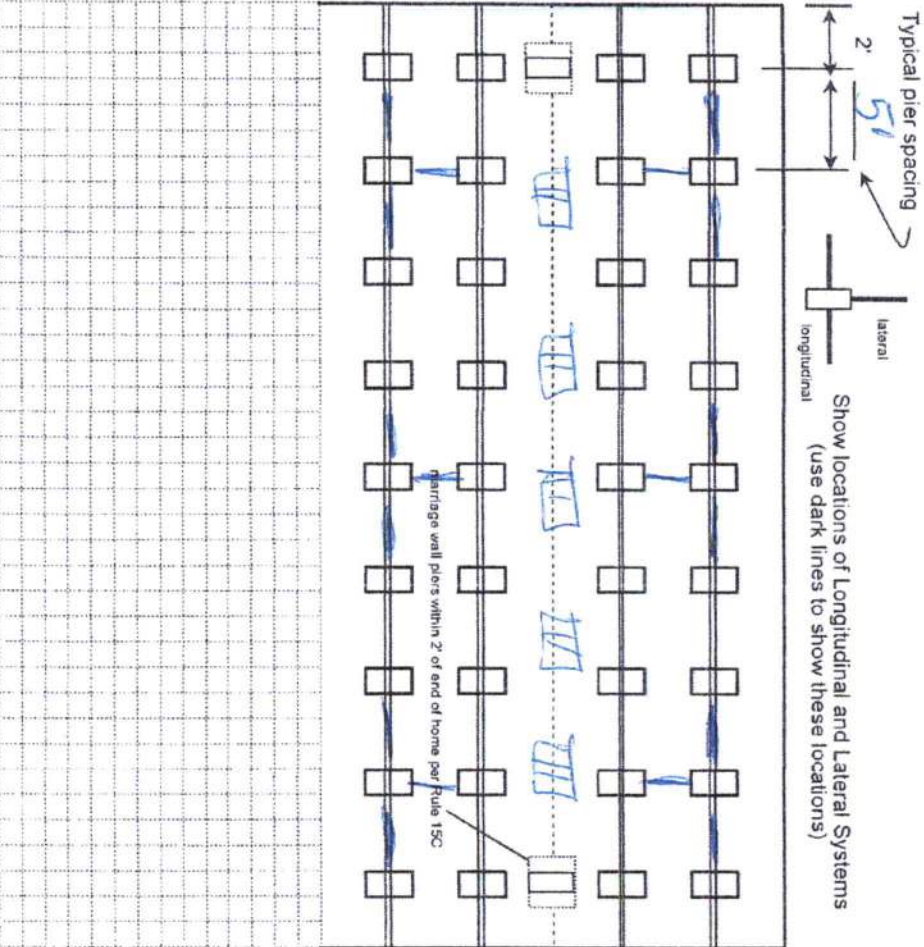 Typical pier spacing
2'
5'
lateral
longitudinal
Show locations of Longitudinal and Lateral Systems
(use dark lines to show these locations)
marriage wall piers within 2' of end of home per Rule 15C